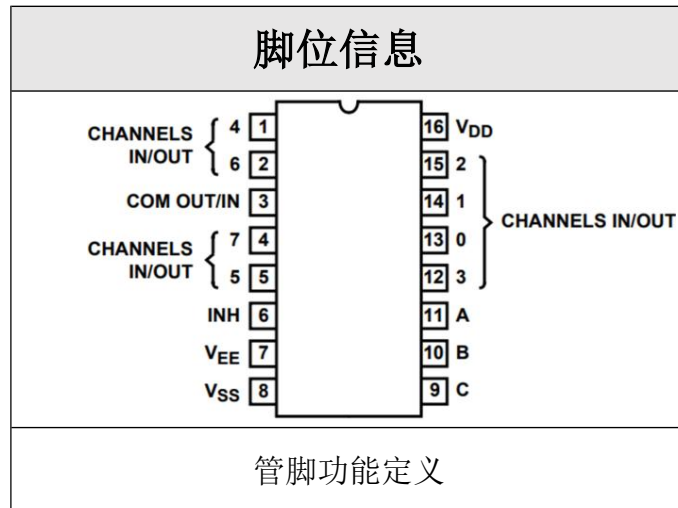 脚位信息
CHANNELS IN/OUT
4 1
6 2
COM OUT/IN 3
CHANNELS IN/OUT
7 4
5 5
INH 6
VEE 7
VSS 8
16 VDD
15 2
14 1
13 0
12 3
CHANNELS IN/OUT
11 A
10 B
9 C
管脚功能定义